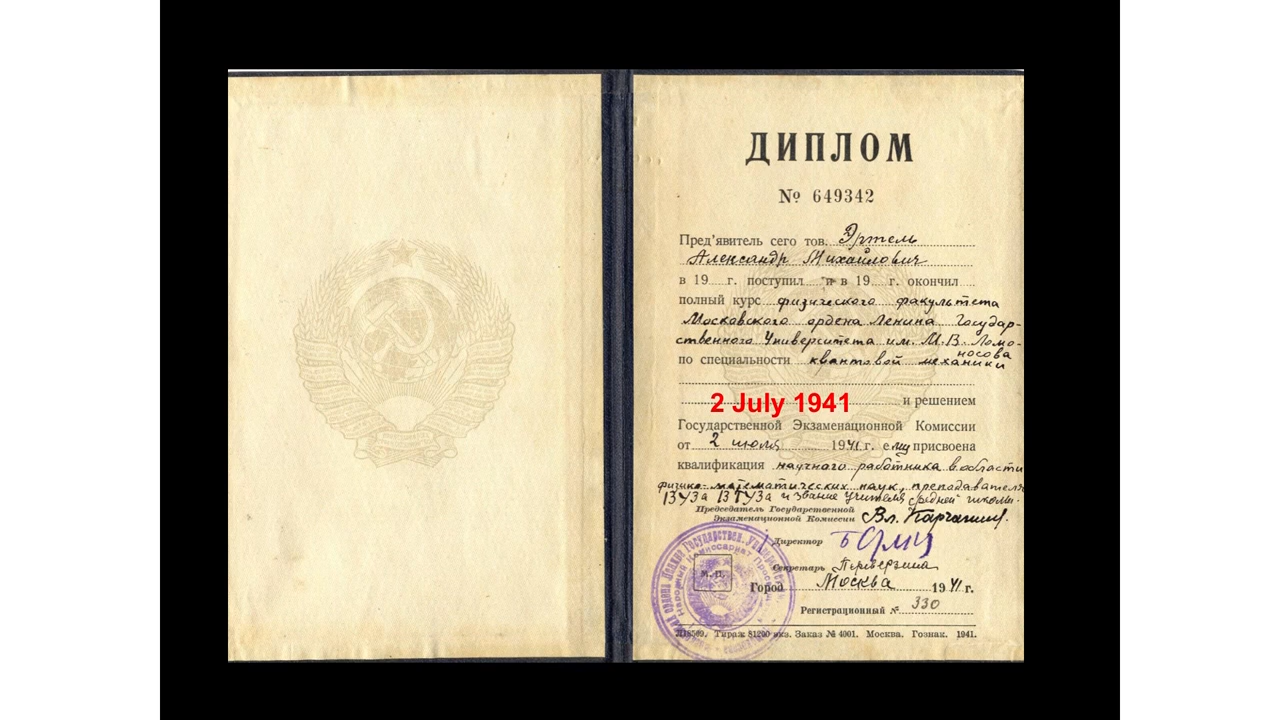 ДИПЛОМ
№ 649342
Пред'явитель сего тов. Эртель
Александр Михайлович
в 19 г. поступил и в 19 г. окончил
полный курс физического факультета
Московского ордена Ленина Государ-
ственного Университета им. М.В. Ломо-
носова
по специальности квантовой механики
2 July 1941 и решением
Государственной Экзаменационной Комиссии
от 2 июля 1941 г. ему присвоена
квалификация научного работника в области
физико-математических наук, преподавателя
ВУЗа ВТУЗа и звание учителя средней школы.
Председатель Государственной
Экзаменационной Комиссии
Директор
Секретарь
М.П.
Город Москва 1941 г.
Регистрационный № 330
Тираж 81200 экз. Заказ № 4001. Москва. Гознак. 1941.